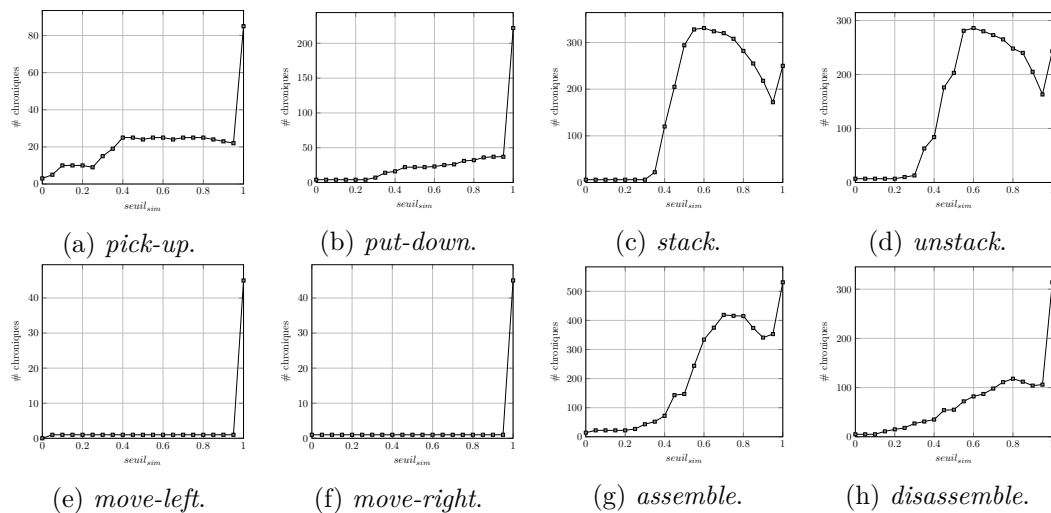 80
60
40
20
0
# chroniques
0 0.2 0.4 0.6 0.8 1
seuil_sim
(a) pick-up.
200
150
100
50
0
# chroniques
0 0.2 0.4 0.6 0.8 1
seuil_sim
(b) put-down.
300
200
100
0
# chroniques
0 0.2 0.4 0.6 0.8 1
seuil_sim
(c) stack.
300
200
100
0
# chroniques
0 0.2 0.4 0.6 0.8
seuil_sim
(d) unstack.
40
30
20
10
0
# chroniques
0 0.2 0.4 0.6 0.8 1
seuil_sim
(e) move-left.
40
30
20
10
0
# chroniques
0 0.2 0.4 0.6 0.8 1
seuil_sim
(f) move-right.
500
400
300
200
100
0
# chroniques
0 0.2 0.4 0.6 0.8 1
seuil_sim
(g) assemble.
300
200
100
0
# chroniques
0 0.2 0.4 0.6 0.8
seuil_sim
(h) disassemble.